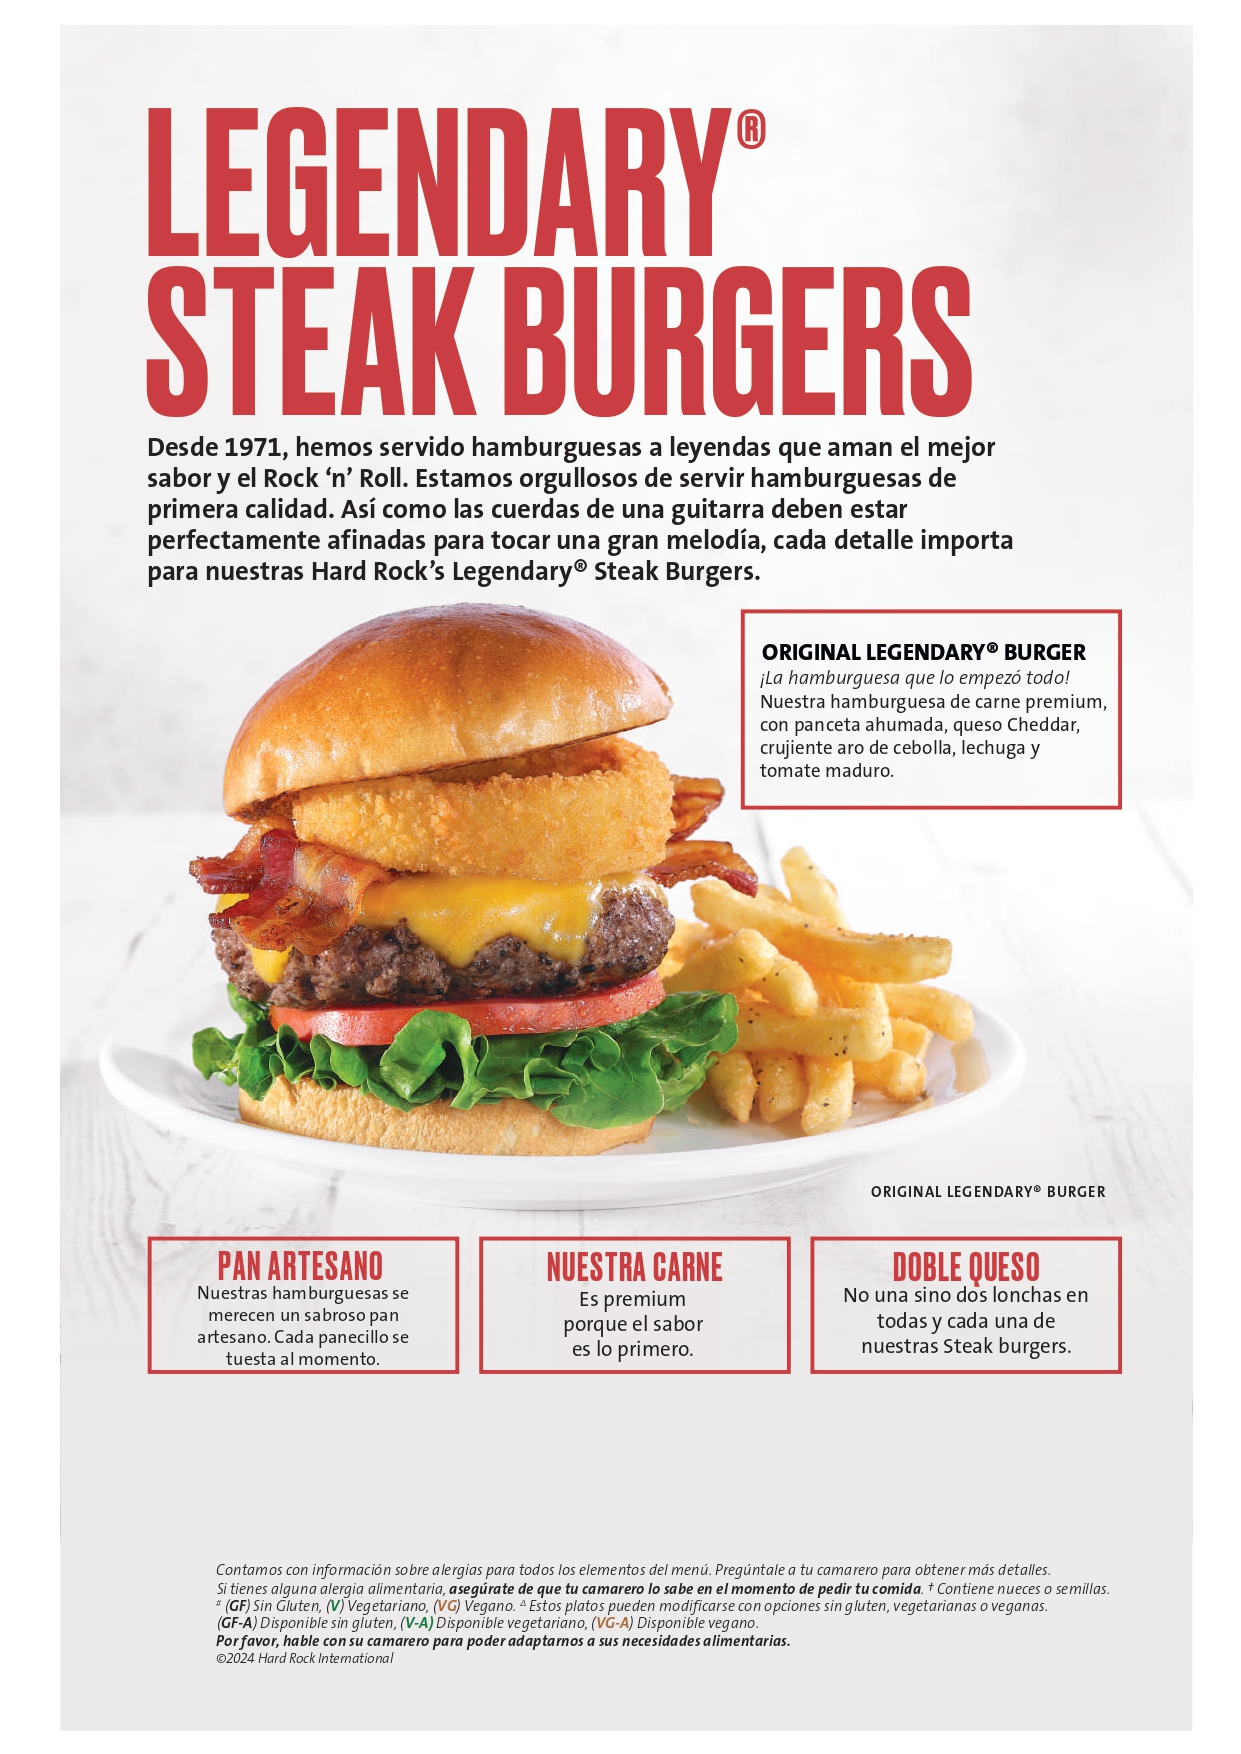 LEGENDARY®
STEAK BURGERS
Desde 1971, hemos servido hamburguesas a leyendas que aman el mejor
sabor y el Rock ‘n’ Roll. Estamos orgullosos de servir hamburguesas de
primera calidad. Así como las cuerdas de una guitarra deben estar
perfectamente afinadas para tocar una gran melodía, cada detalle importa
para nuestras Hard Rock’s Legendary® Steak Burgers.
ORIGINAL LEGENDARY® BURGER
¡La hamburguesa que lo empezó todo!
Nuestra hamburguesa de carne premium,
con panceta ahumada, queso Cheddar,
crujiente aro de cebolla, lechuga y
tomate maduro.
ORIGINAL LEGENDARY® BURGER
PAN ARTESANO
Nuestras hamburguesas se
merecen un sabroso pan
artesano. Cada panecillo se
tuesta al momento.
NUESTRA CARNE
Es premium
porque el sabor
es lo primero.
DOBLE QUESO
No una sino dos lonchas en
todas y cada una de
nuestras Steak burgers.
Contamos con información sobre alergias para todos los elementos del menú. Pregúntale a tu camarero para obtener más detalles.
Si tienes alguna alergia alimentaria, asegúrate de que tu camarero lo sabe en el momento de pedir tu comida. † Contiene nueces o semillas.
# (GF) Sin Gluten, (V) Vegetariano, (VG) Vegano. Δ Estos platos pueden modificarse con opciones sin gluten, vegetarianas o veganas.
(GF-A) Disponible sin gluten, (V-A) Disponible vegetariano, (VG-A) Disponible vegano.
Por favor, hable con su camarero para poder adaptarnos a sus necesidades alimentarias.
©2024 Hard Rock International